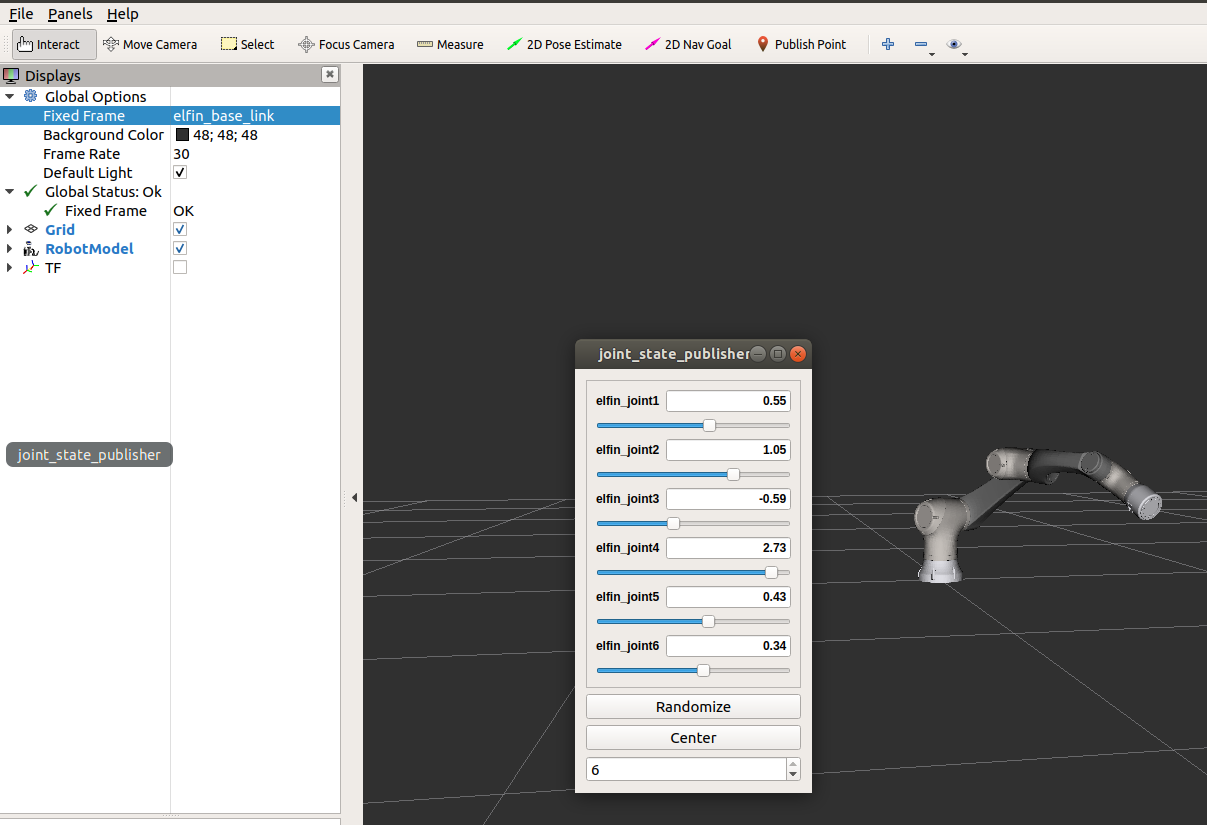 File Panels Help
Interact Move Camera Select Focus Camera Measure 2D Pose Estimate 2D Nav Goal Publish Point
Displays
Global Options
Fixed Frame elfin_base_link
Background Color 48; 48; 48
Frame Rate 30
Default Light
Global Status: Ok
Fixed Frame OK
Grid
RobotModel
TF
joint_state_publisher
joint_state_publisher
elfin_joint1 0.55
elfin_joint2 1.05
elfin_joint3 -0.59
elfin_joint4 2.73
elfin_joint5 0.43
elfin_joint6 0.34
Randomize
Center
6